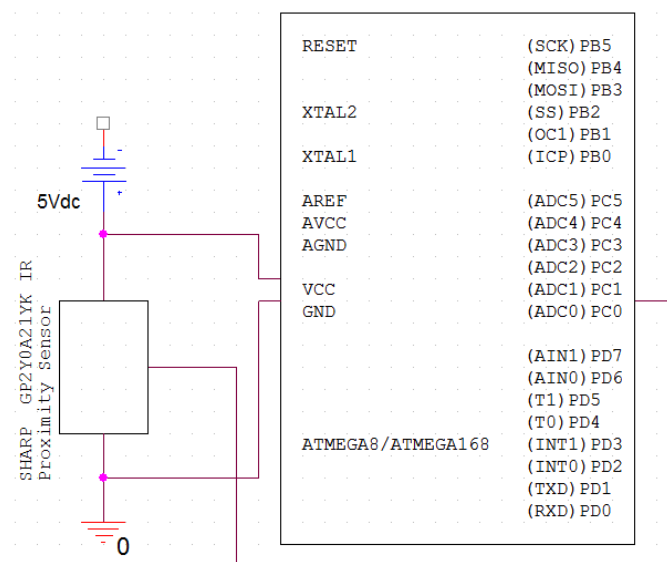 RESET
(SCK) PB5
(MISO) PB4
(MOSI) PB3
XTAL2
(SS) PB2
(OC1) PB1
XTAL1
(ICP) PB0
-
+
5Vdc
AREF
(ADC5) PC5
AVCC
(ADC4) PC4
AGND
(ADC3) PC3
(ADC2) PC2
VCC
(ADC1) PC1
GND
(ADC0) PC0
SHARP GP2Y0A21YK IR
Proximity Sensor
(AIN1) PD7
(AIN0) PD6
(T1) PD5
(T0) PD4
ATMEGA8/ATMEGA168
(INT1) PD3
(INT0) PD2
(TXD) PD1
(RXD) PD0
0